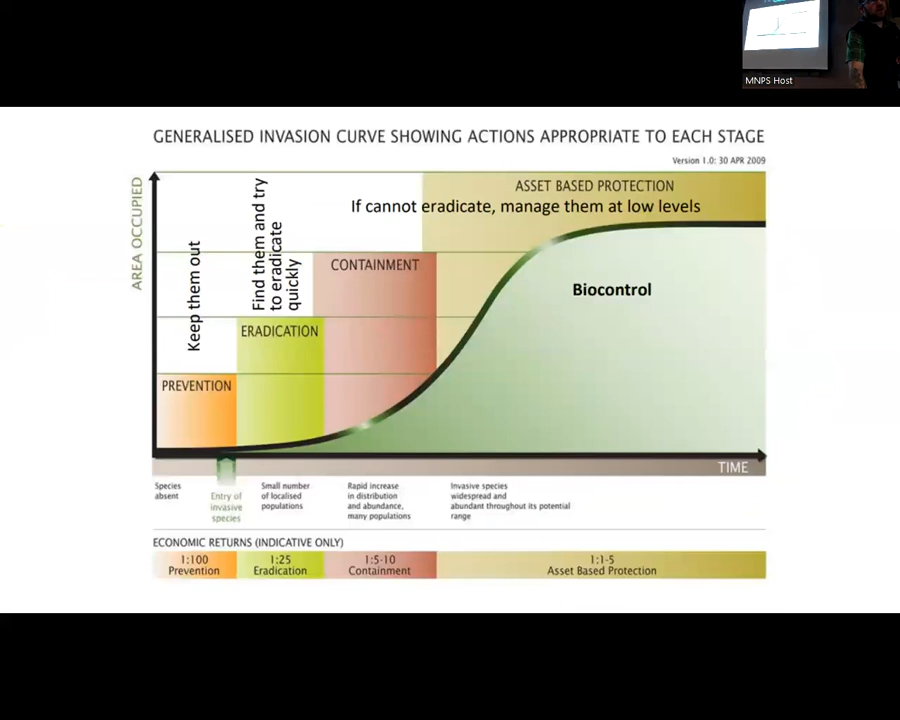 MNPS Host
GENERALISED INVASION CURVE SHOWING ACTIONS APPROPRIATE TO EACH STAGE
Version 1.0: 30 APR 2009
AREA OCCUPIED
Keep them out
Find them and try
to eradicate
quickly
ASSET BASED PROTECTION
If cannot eradicate, manage them at low levels
CONTAINMENT
Biocontrol
ERADICATION
PREVENTION
TIME
Species
absent
Entry of
invasive
species
Small number
of localised
populations
Rapid increase
in distribution
and abundance,
many populations
Invasive species
widespread and
abundant throughout its potential
range
ECONOMIC RETURNS (INDICATIVE ONLY)
1:100
Prevention
1:25
Eradication
1:5-10
Containment
1:1-5
Asset Based Protection